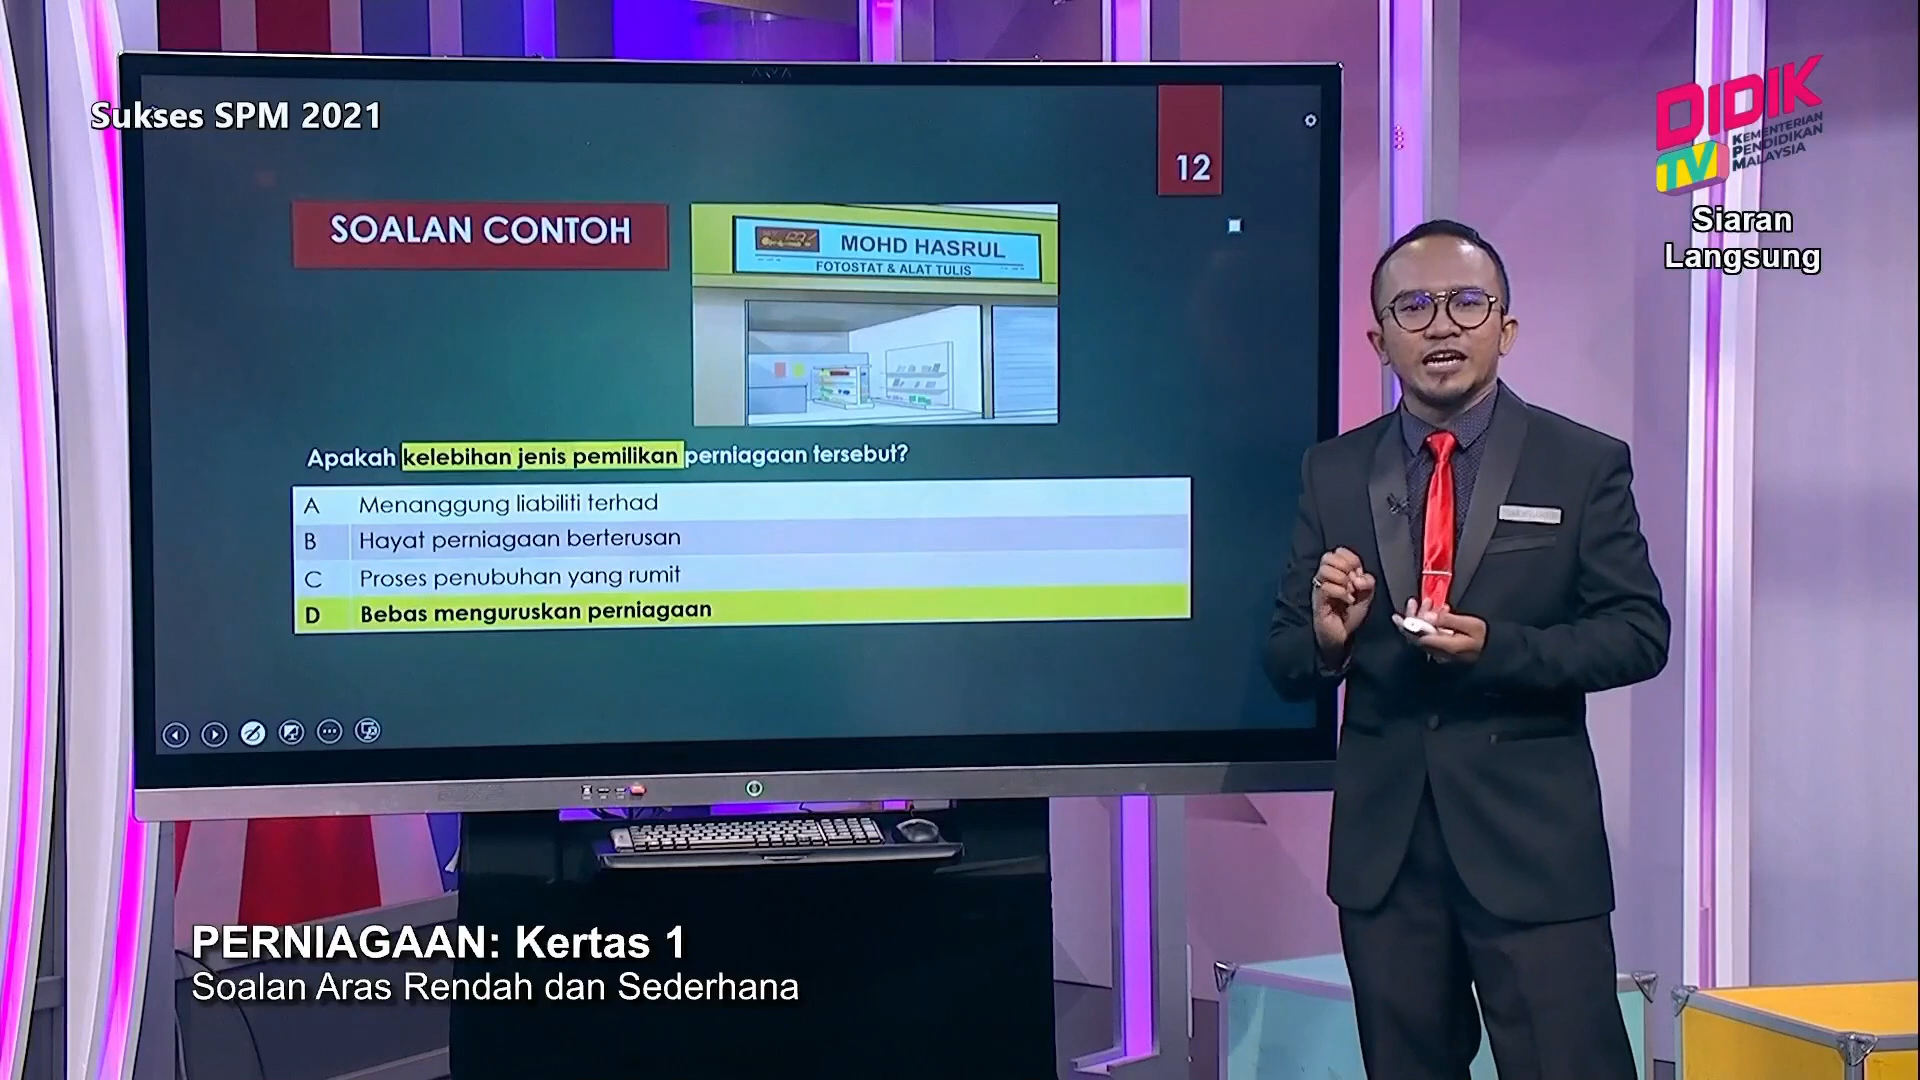 Sukses SPM 2021
12
SOALAN CONTOH
MOHD HASRUL
FOTOSTAT & ALAT TULIS
Apakah kelebihan jenis pemilikan perniagaan tersebut?
A Menanggung liabiliti terhad
B Hayat perniagaan berterusan
C Proses penubuhan yang rumit
D Bebas menguruskan perniagaan
DIDIK
TV
KEMENTERIAN
PENDIDIKAN
MALAYSIA
Siaran
Langsung
PERNIAGAAN: Kertas 1
Soalan Aras Rendah dan Sederhana